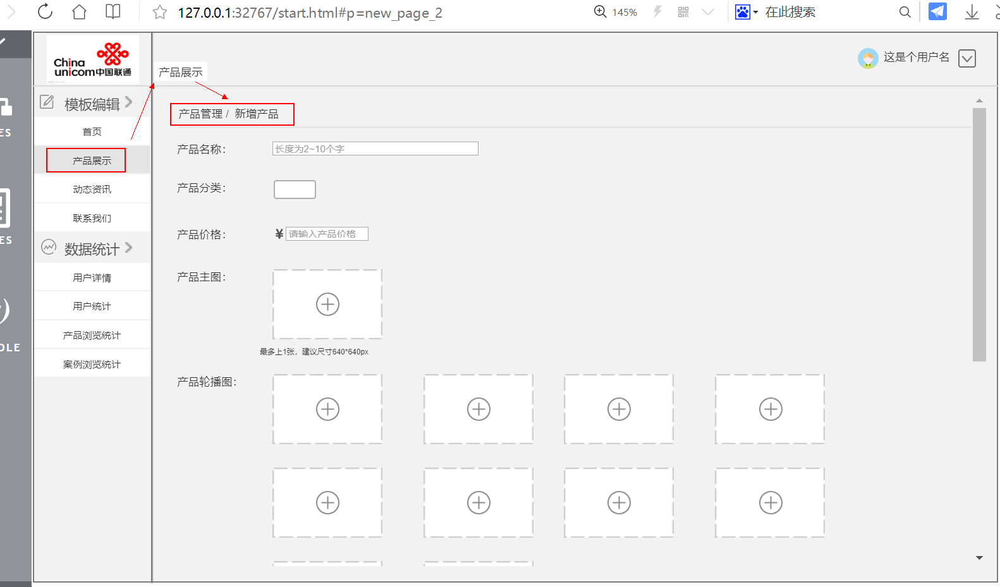 127.0.0.1:32767/start.html#p=new_page_2
145%
在此搜索
China
unicom中国联通
产品展示
这是个用户名
模板编辑
首页
产品展示
动态资讯
联系我们
数据统计
用户详情
用户统计
产品浏览统计
案例浏览统计
ES
ES
OLE
产品管理 / 新增产品
产品名称：
长度为2~10个字
产品分类：
产品价格：
¥
请输入产品价格
产品主图：
最多上1张，建议尺寸640*640px
产品轮播图：